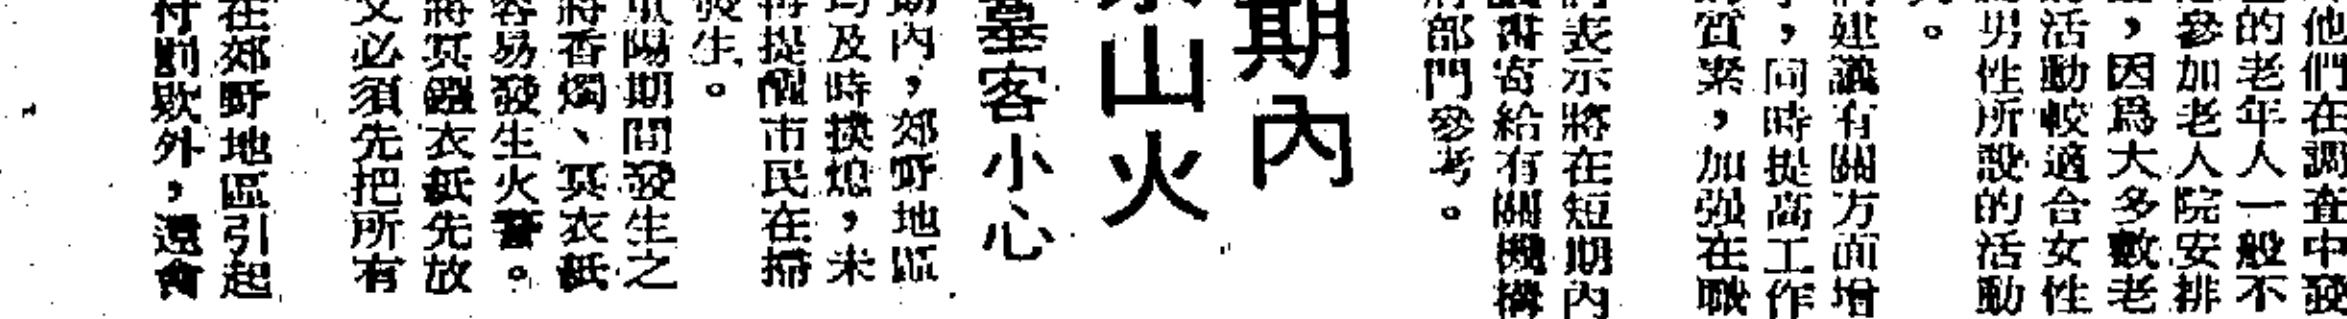 他們在調查中發
的老年人一般不
參加老人院安排
，因爲大多數老
活動較適合女性
男性所設的活動
。
建議有關方面增
，同時提高工作
質素，加强在職
表示將在短期內
書寄給有關機構
部門參考。
期內
山火
墓客小心
期內，郊野地區
及時撲熄，未
再提醒市民在掃
發生。
重陽期間發生之
將香燭、冥衣紙
容易發生火警。
將冥鏹衣紙先放
又必須先把所有
在郊野地區引起
付罰款外，還會